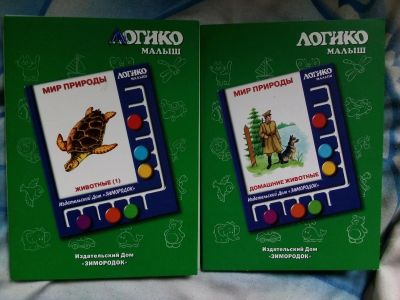 ЛОГИКО
МАЛЫШ
МИР ПРИРОДЫ
ЛОГИКО
МАЛЫШ
ЖИВОТНЫЕ (1)
Издательский Дом «ЗИМОРОДОК»
Издательский Дом
«ЗИМОРОДОК»
ЛОГИКО
МАЛЫШ
МИР ПРИРОДЫ
ЛОГИКО
МАЛЫШ
ДОМАШНИЕ ЖИВОТНЫЕ
Издательский Дом «ЗИМОРОДОК»
Издательский Дом
«ЗИМОРОДОК»